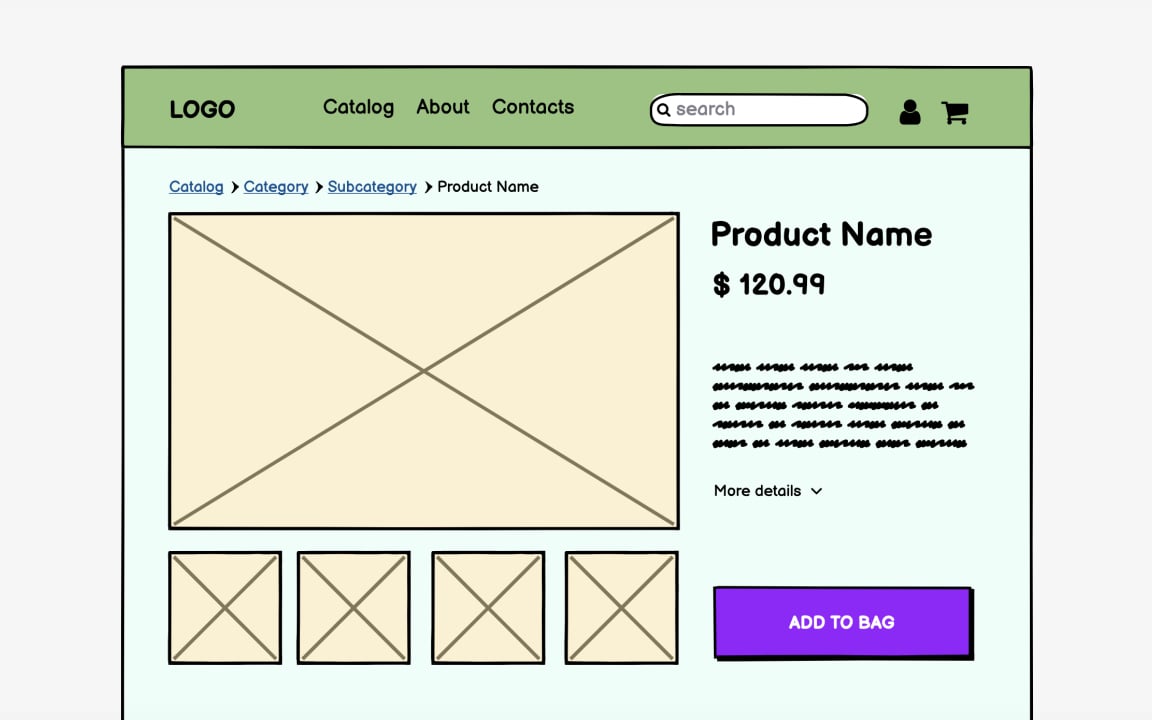 LOGO Catalog About Contacts search
Catalog Category Subcategory Product Name
Product Name
$ 120.99
More details
ADD TO BAG